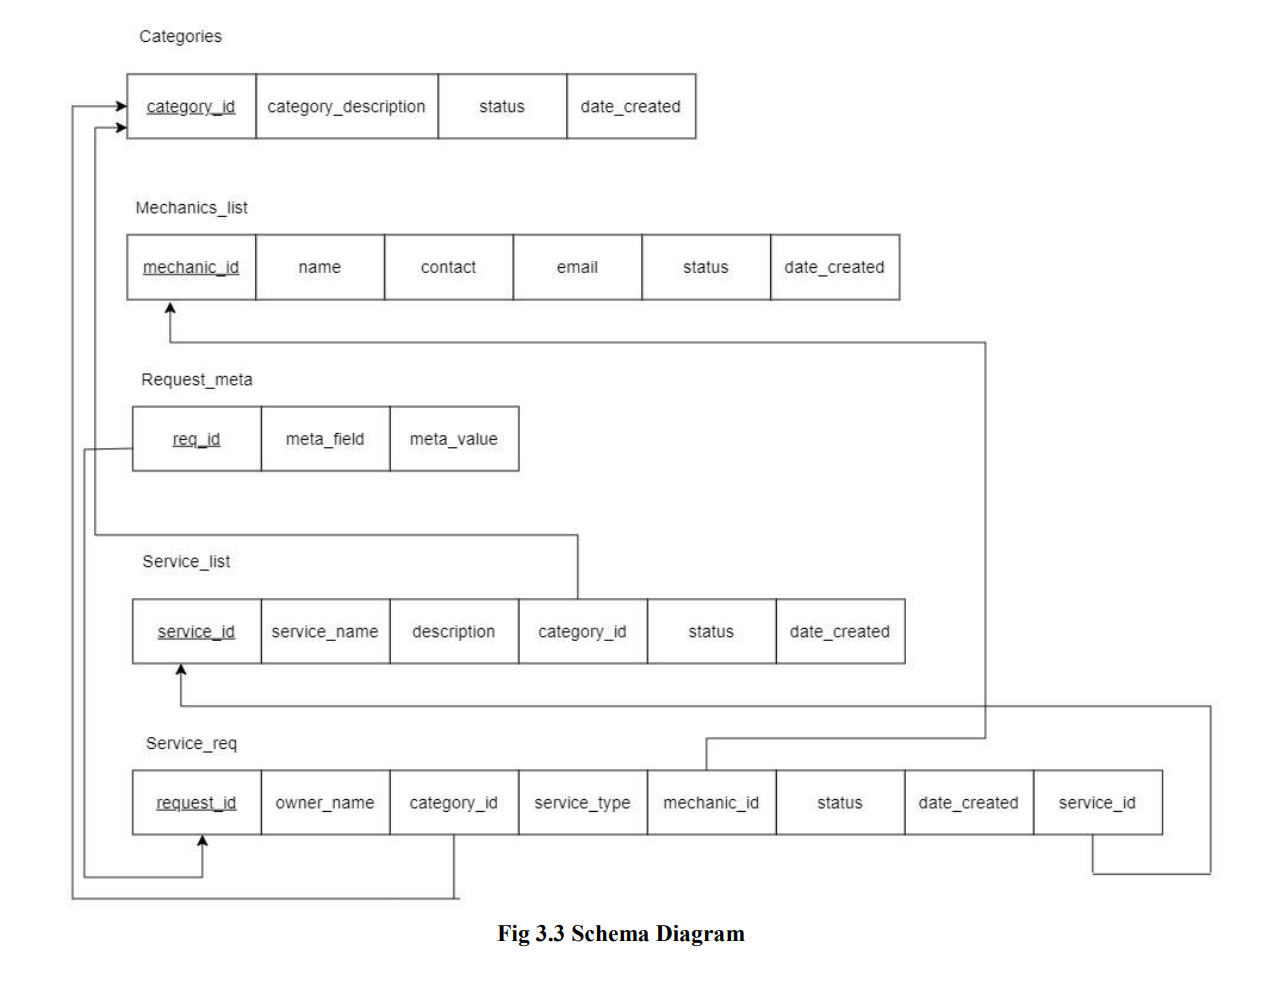 Categories
category_id category_description status date_created
Mechanics_list
mechanic_id name contact email status date_created
Request_meta
req_id meta_field meta_value
Service_list
service_id service_name description category_id status date_created
Service_req
request_id owner_name category_id service_type mechanic_id status date_created service_id
Fig 3.3 Schema Diagram